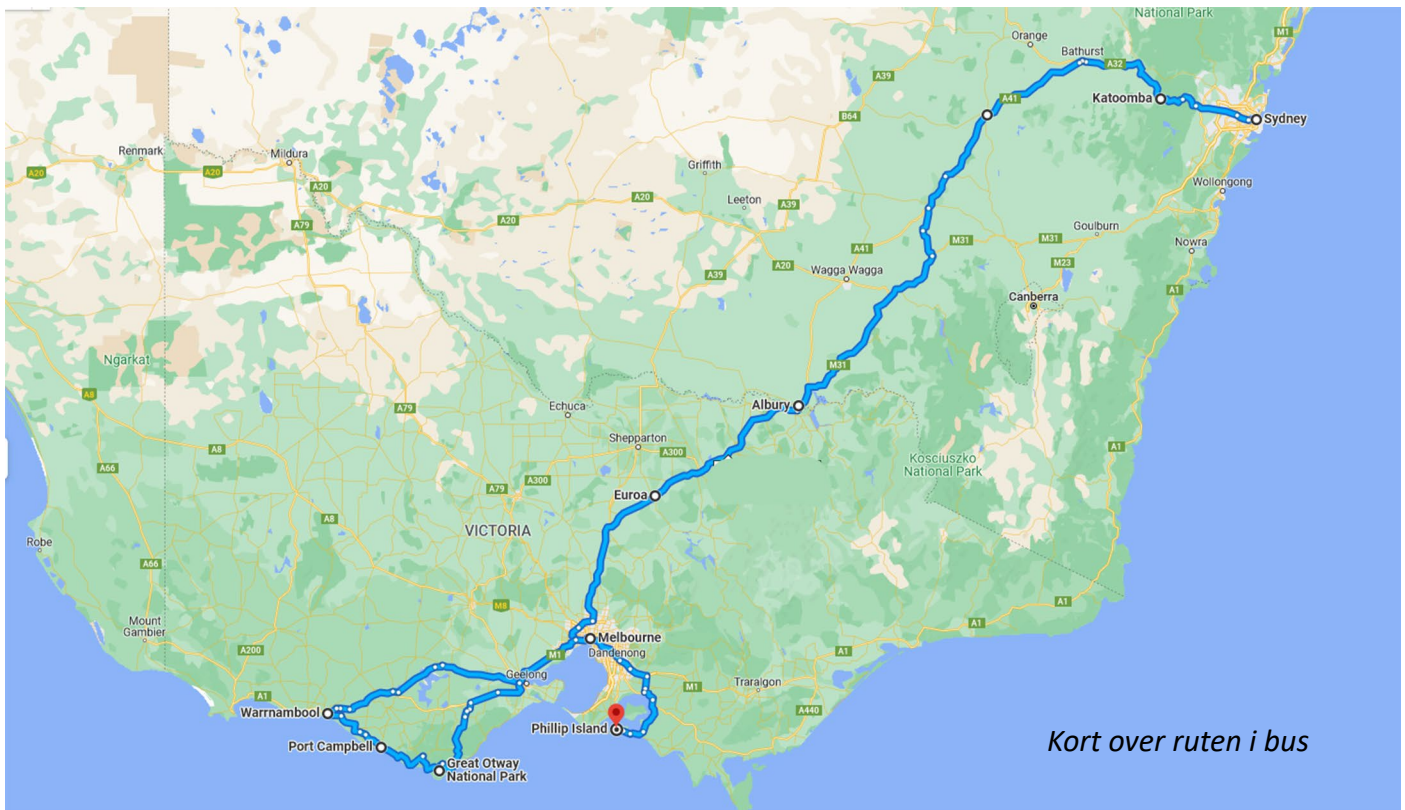 National Park
M1
Orange
Bathurst
A32
A39
Katoomba
A41
B64
Sydney
Renmark
Mildura
A20
A20
Griffith
Wollongong
A20
Leeton
A20
A79
A39
A20
Goulburn
A41
M31
M31
Nowra
M23
A20
Wagga Wagga
A39
Canberra
A1
Ngarkat
M31
A8
A79
Albury
Echuca
Shepparton
A300
A8
A66
Kosciuszko
National Park
A1
A79
A300
Euroa
A8
VICTORIA
Robe
A66
M8
A1
Mount
Gambier
A1
Melbourne
A200
M1
Dandenong
A1
Geelong
M1
Traralgon
A1
A440
Warrnambool
Phillip Island
Port Campbell
Great Otway
National Park
Kort over ruten i bus